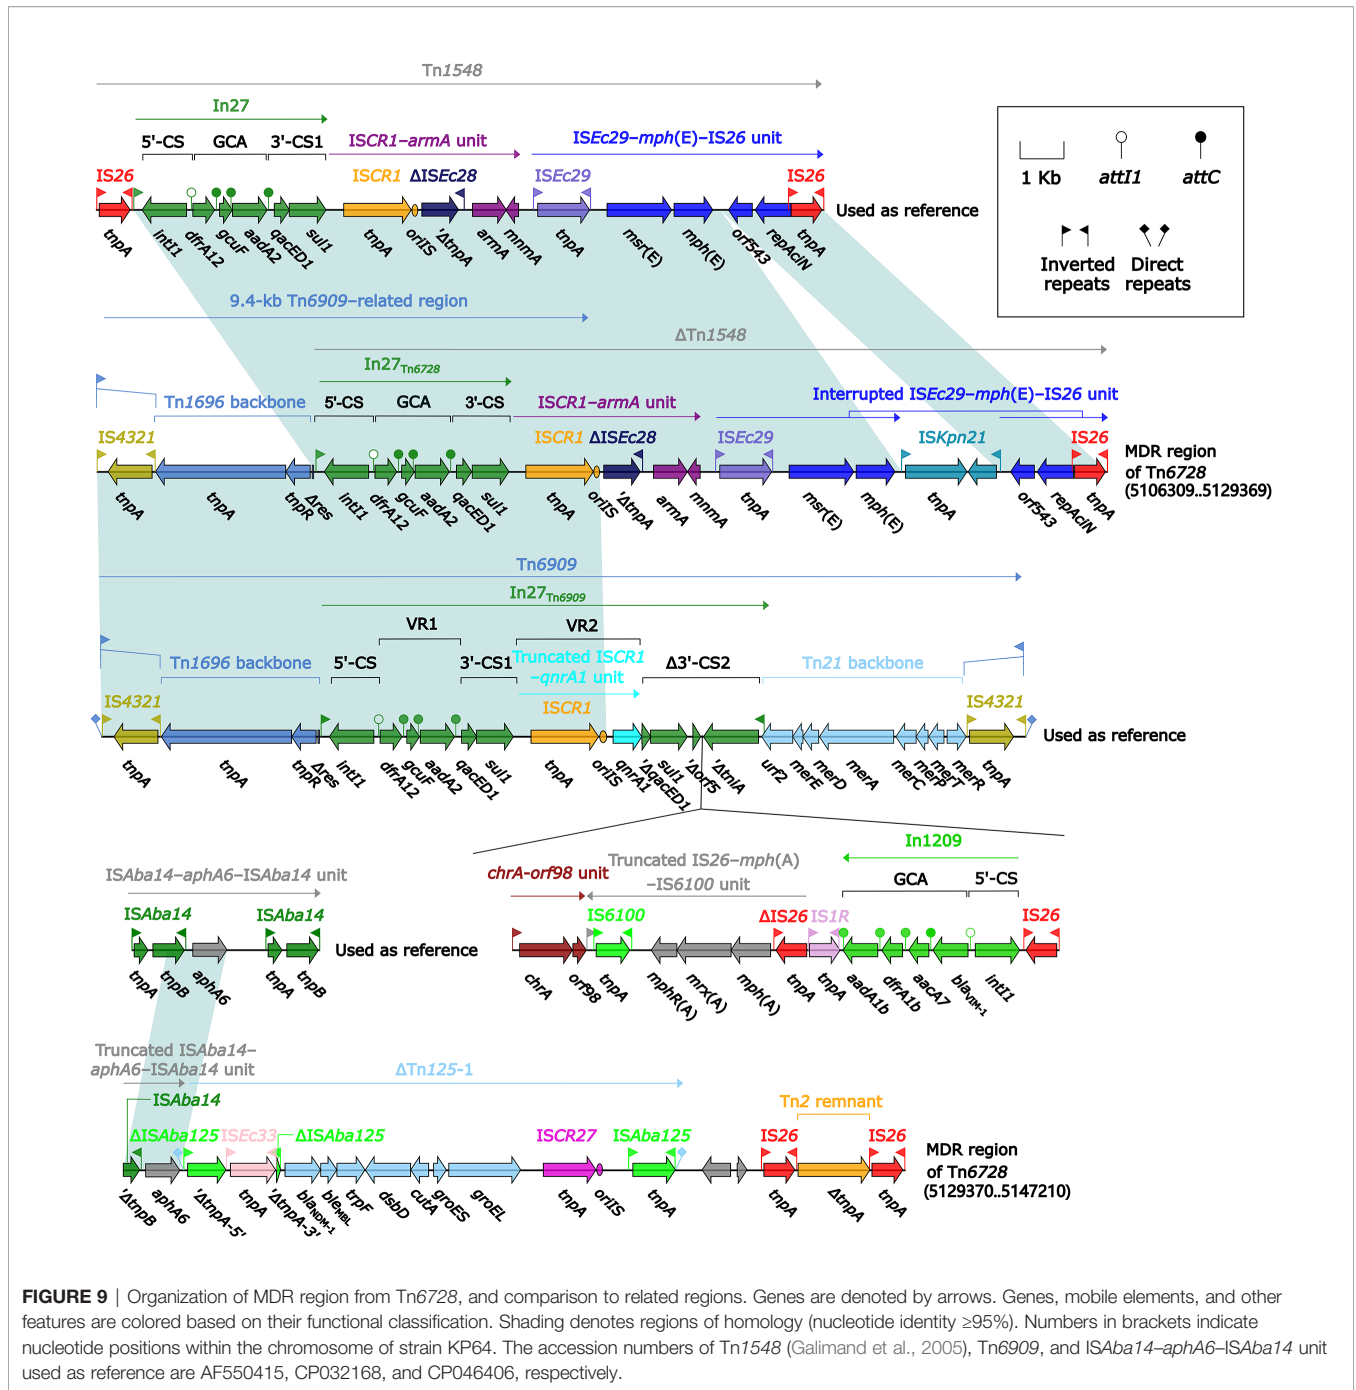 Tn1548
In27
5'-CS GCA 3'-CS1 ISCR1–armA unit ISEc29–mph(E)–IS26 unit
IS26 ISCR1 ΔISEc28 ISEc29 IS26
Used as reference
tnpA intI1 dfrA12 gcuF aadA2 qacED1 sul1 tnpA oriIS 'ΔtnpA armA mnmA tnpA msr(E) mph(E) orf543 repAciN tnpA
1 Kb attI1 attC
Inverted repeats
Direct repeats
9.4-kb Tn6909–related region
ΔTn1548
In27Tn6728
Tn1696 backbone 5'-CS GCA 3'-CS ISCR1–armA unit Interrupted ISEc29–mph(E)–IS26 unit
IS4321 ISCR1 ΔISEc28 ISEc29 ISKpn21 IS26
MDR region
of Tn6728
(5106309..5129369)
tnpA tnpA tnpR Δres intI1 dfrA12 gcuF aadA2 qacED1 sul1 tnpA oriIS 'ΔtnpA armA mnmA tnpA msr(E) mph(E) tnpA orf543 repAciN tnpA
Tn6909
In27Tn6909
VR1 VR2
Tn1696 backbone 5'-CS 3'-CS1 Truncated ISCR1
–qnrA1 unit
Δ3'-CS2 Tn21 backbone
IS4321 ISCR1 IS4321
Used as reference
tnpA tnpA tnpR Δres intI1 dfrA12 gcuF aadA2 qacED1 sul1 tnpA oriIS qnrA1 'ΔqacED1 sul1 'Δorf5 'ΔtniA urf2 merE merD merA merC merP merT merR tnpA
In1209
chrA-orf98 unit Truncated IS26–mph(A)
–IS6100 unit
GCA 5'-CS
IS6100 ΔIS26 IS1R IS26
chrA orf98 tnpA mphR(A) mrx(A) mph(A) tnpA tnpA aadA1b dfrA1b aacA7 blaVIM-1 intI1
ISAba14–aphA6–ISAba14 unit
ISAba14 ISAba14
Used as reference
tnpA tnpB aphA6 tnpA tnpB
Truncated ISAba14–
aphA6–ISAba14 unit
ΔTn125-1
ISAba14
Tn2 remnant
ΔISAba125 ISEc33 ΔISAba125 ISCR27 ISAba125 IS26 IS26
MDR region
of Tn6728
(5129370..5147210)
'ΔtnpB aphA6 'ΔtnpA-5' tnpA 'ΔtnpA-3' blaNDM-1 bleMBL trpF dsbD cutA groES groEL tnpA oriIS tnpA tnpA ΔtnpA tnpA
FIGURE 9 | Organization of MDR region from Tn6728, and comparison to related regions. Genes are denoted by arrows. Genes, mobile elements, and other
features are colored based on their functional classification. Shading denotes regions of homology (nucleotide identity ≥95%). Numbers in brackets indicate
nucleotide positions within the chromosome of strain KP64. The accession numbers of Tn1548 (Galimand et al., 2005), Tn6909, and ISAba14–aphA6–ISAba14 unit
used as reference are AF550415, CP032168, and CP046406, respectively.